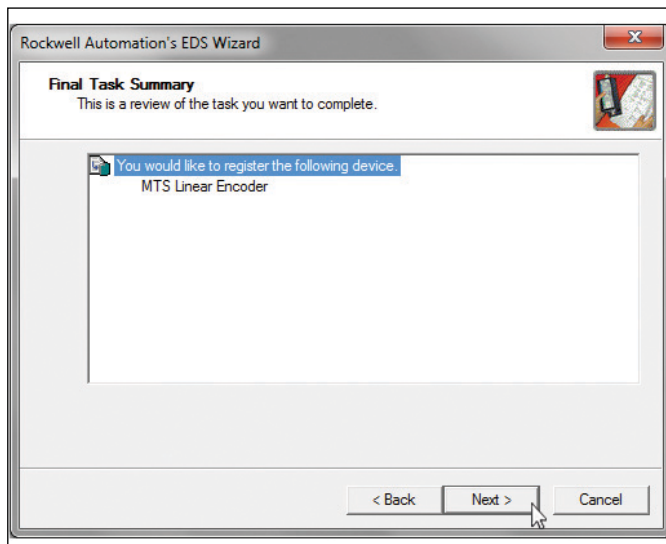 Rockwell Automation's EDS Wizard
Final Task Summary
This is a review of the task you want to complete.
You would like to register the following device.
MTS Linear Encoder
< Back
Next >
Cancel